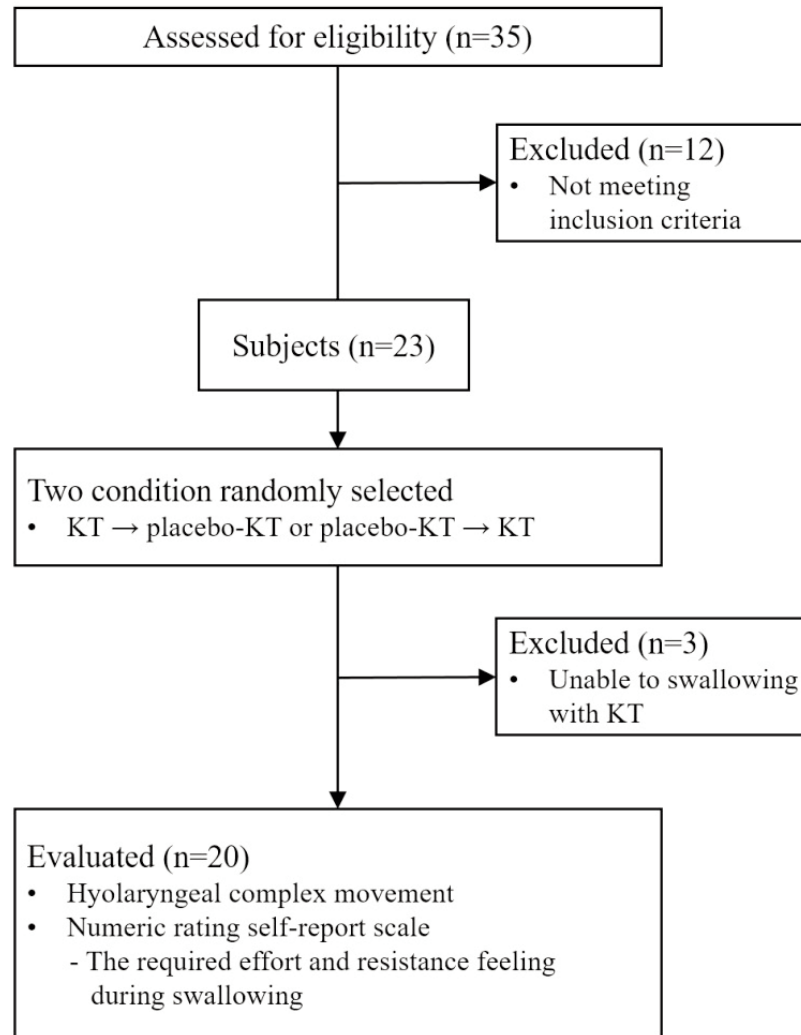 Assessed for eligibility (n=35)
Excluded (n=12)
• Not meeting
inclusion criteria
Subjects (n=23)
Two condition randomly selected
• KT → placebo-KT or placebo-KT → KT
Excluded (n=3)
• Unable to swallowing
with KT
Evaluated (n=20)
• Hyolaryngeal complex movement
• Numeric rating self-report scale
- The required effort and resistance feeling
during swallowing